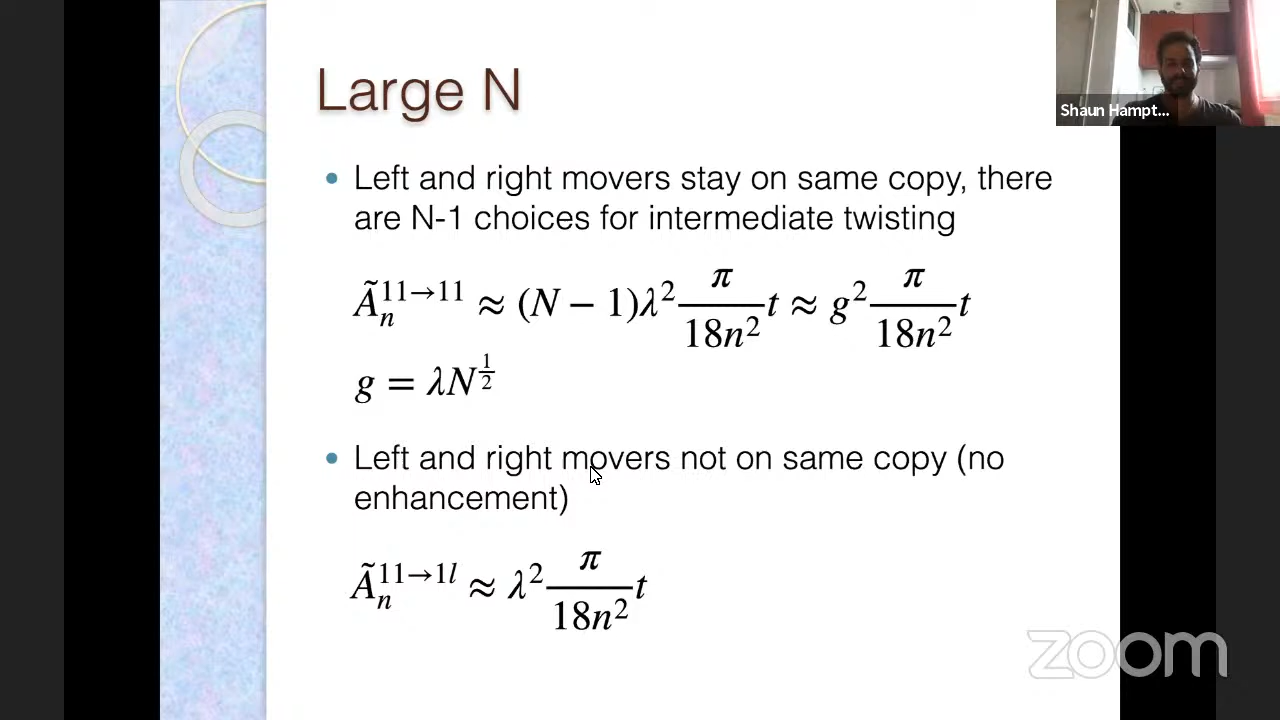 Large N
Shaun Hampt...
• Left and right movers stay on same copy, there
are N-1 choices for intermediate twisting
Ã_n^{11→11} ≈ (N − 1)λ² π/(18n²) t ≈ g² π/(18n²) t
g = λN^{1/2}
• Left and right movers not on same copy (no
enhancement)
Ã_n^{11→1l} ≈ λ² π/(18n²) t
zoom